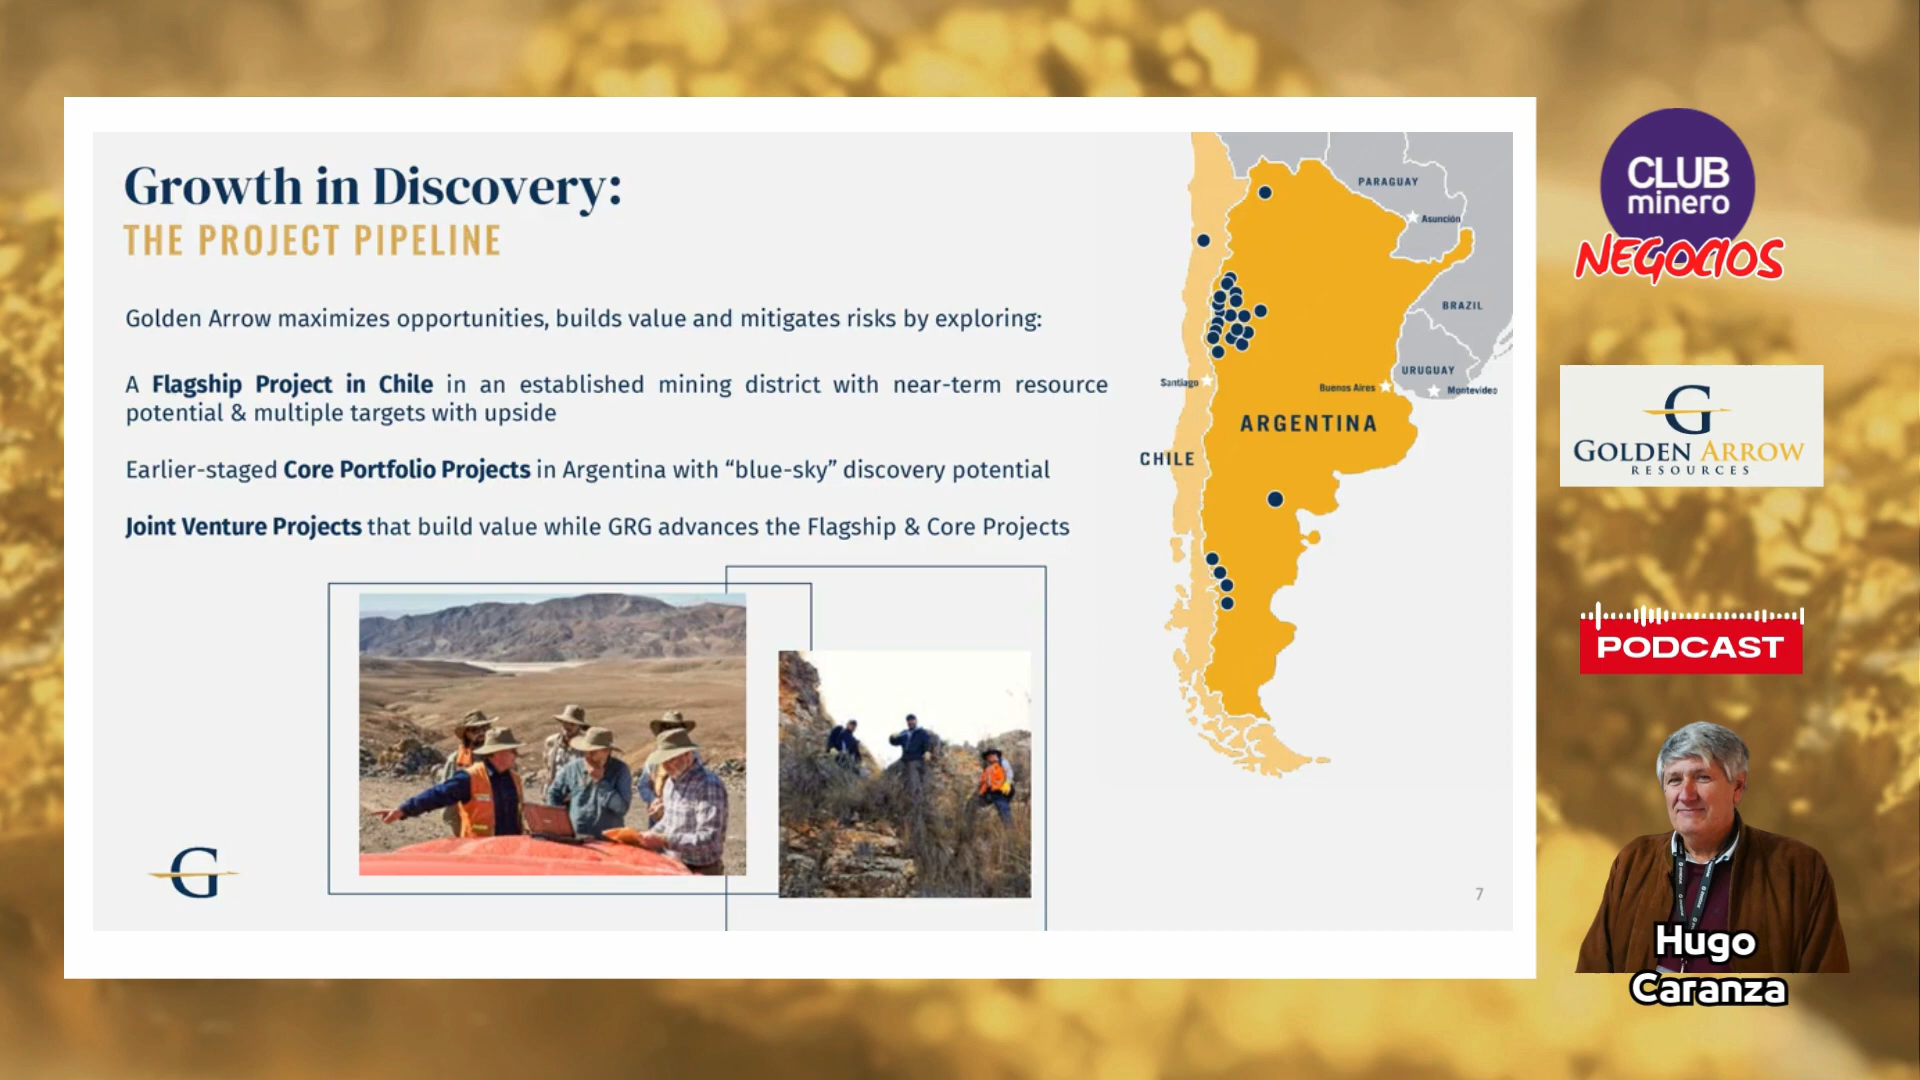 Growth in Discovery:
THE PROJECT PIPELINE
Golden Arrow maximizes opportunities, builds value and mitigates risks by exploring:
A Flagship Project in Chile in an established mining district with near-term resource
potential & multiple targets with upside
Earlier-staged Core Portfolio Projects in Argentina with “blue-sky” discovery potential
Joint Venture Projects that build value while GRG advances the Flagship & Core Projects
G
7
PARAGUAY
Asunción
BRAZIL
URUGUAY
Santiago
Buenos Aires
Montevideo
ARGENTINA
CHILE
CLUB
minero
NEGOCIOS
G
GOLDEN ARROW
RESOURCES
PODCAST
Hugo
Caranza